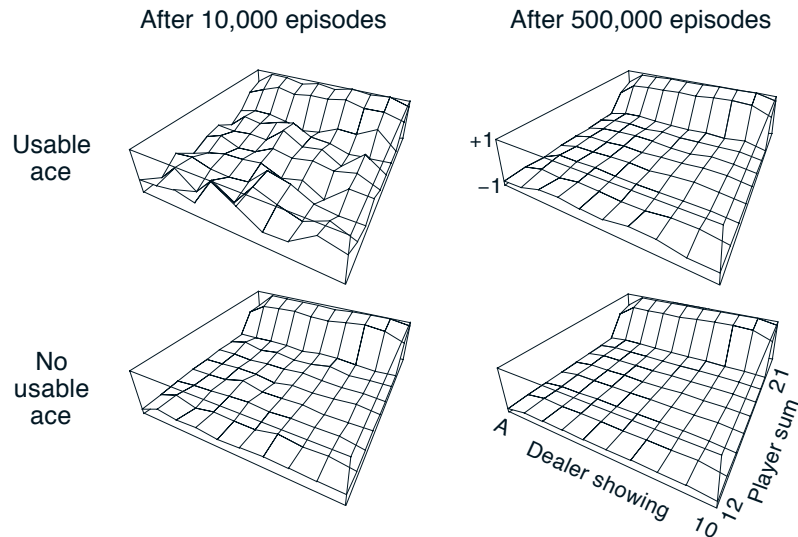 After 10,000 episodes
After 500,000 episodes
Usable
ace
+1
−1
No
usable
ace
A
Dealer showing
10
12
Player sum
21